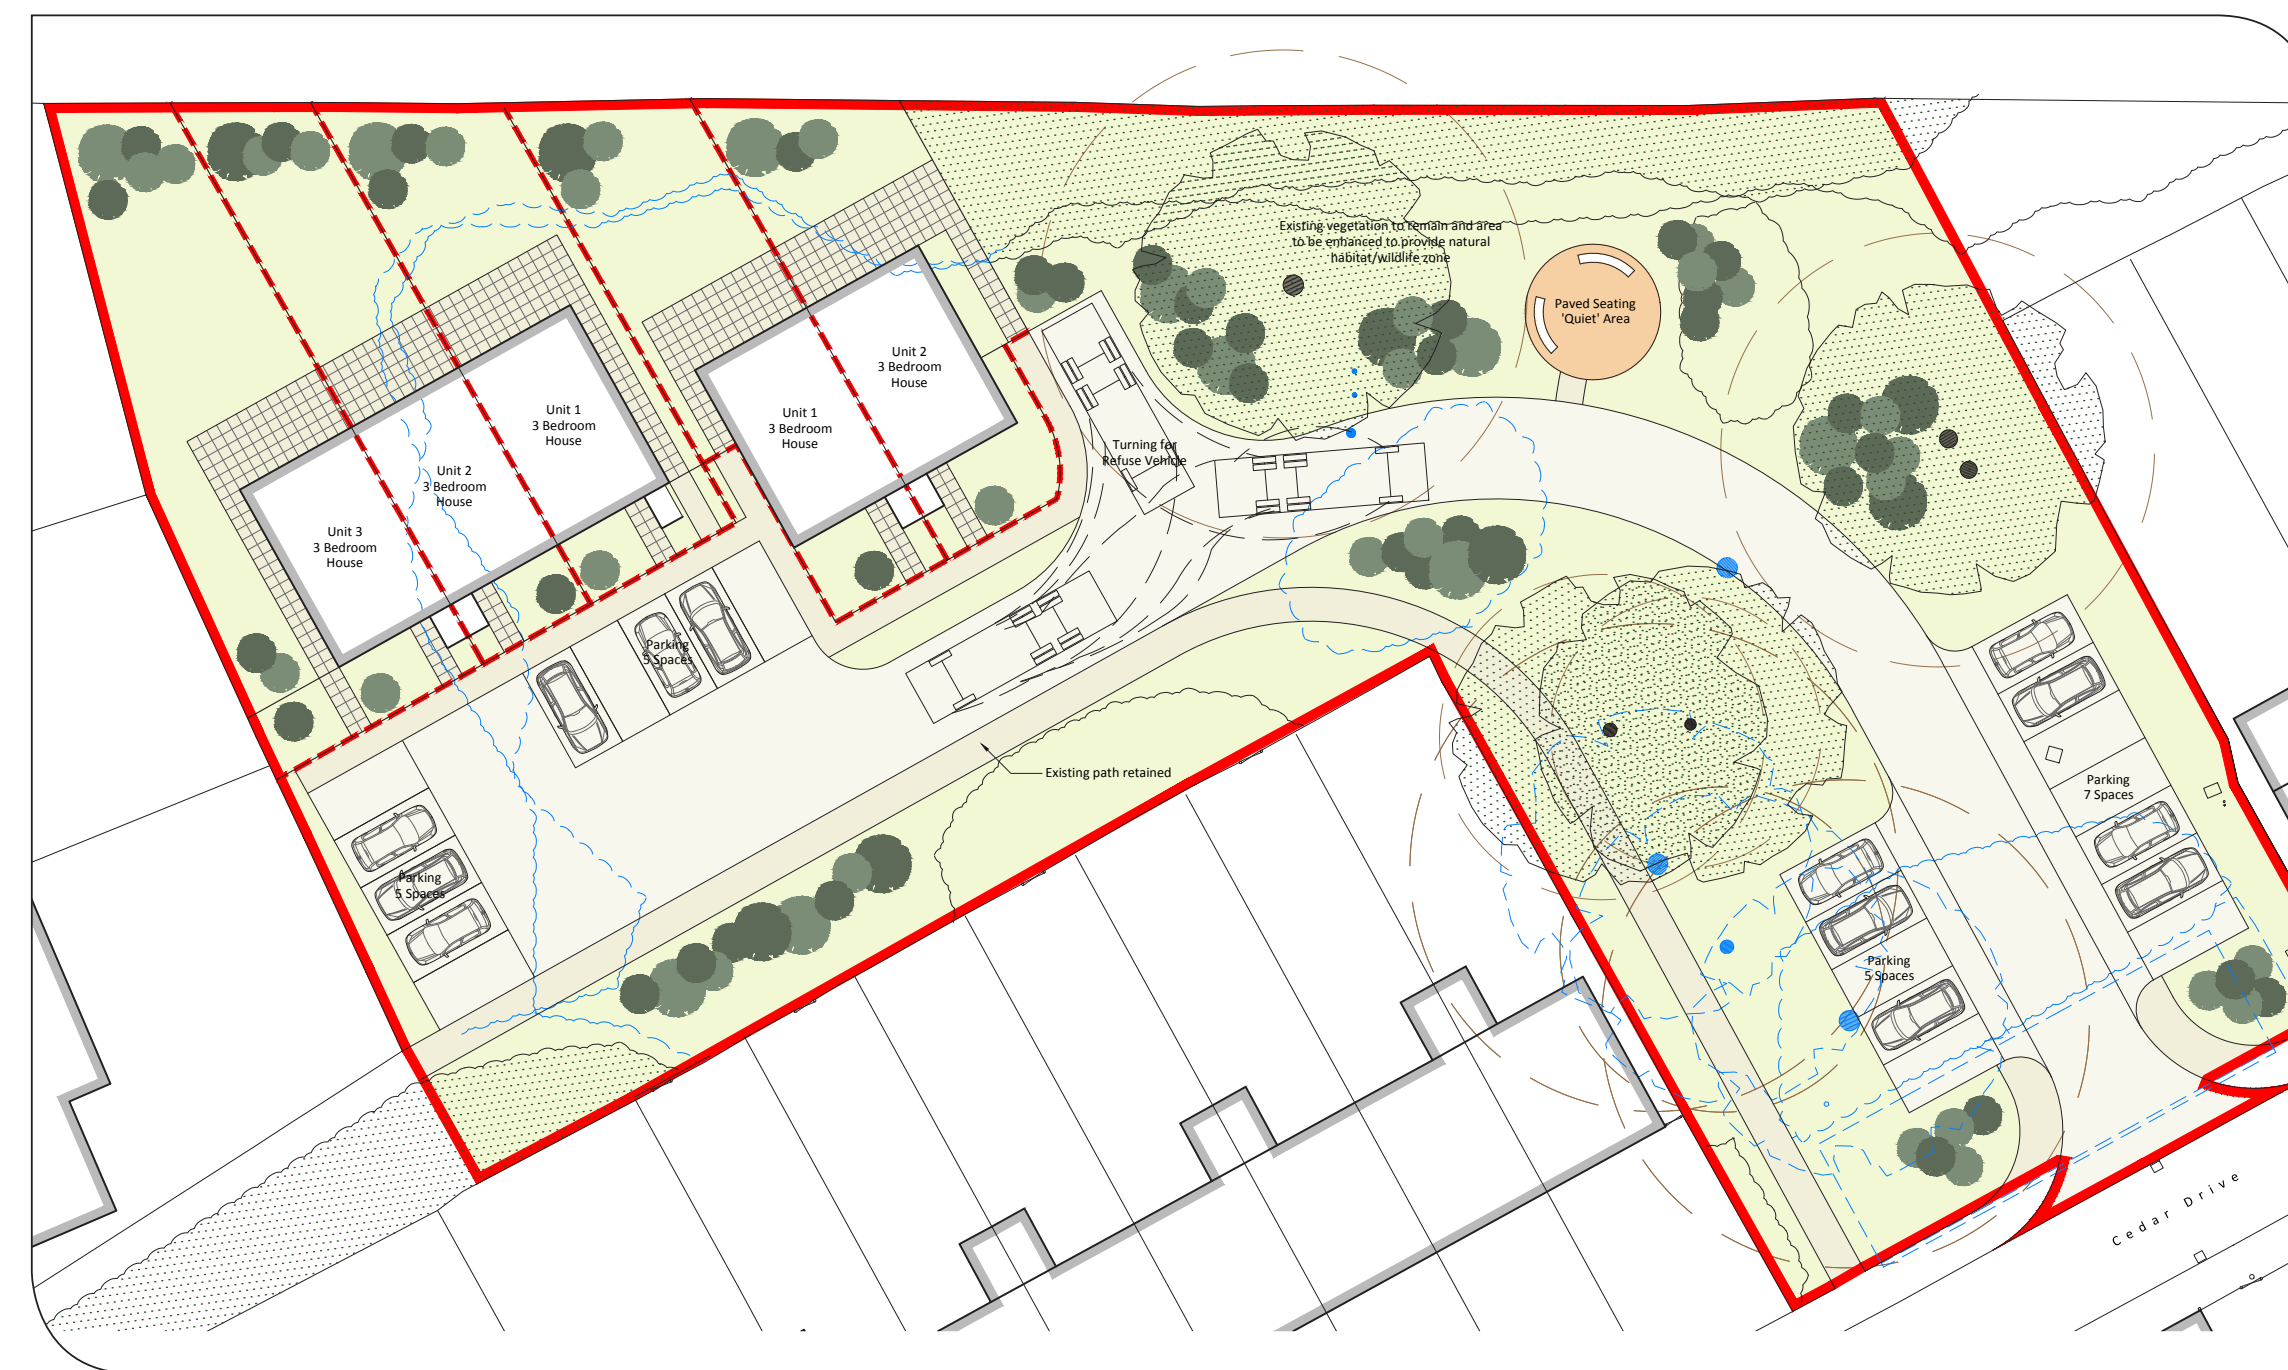 Existing vegetation to remain and area
to be enhanced to provide natural
habitat/wildlife zone
Paved Seating
'Quiet' Area
Unit 2
3 Bedroom
House
Unit 1
3 Bedroom
House
Unit 1
3 Bedroom
House
Unit 2
3 Bedroom
House
Unit 3
3 Bedroom
House
Turning for
Refuse Vehicle
Parking
5 Spaces
Existing path retained
Parking
7 Spaces
Parking
5 Spaces
Parking
5 Spaces
Cedar Drive